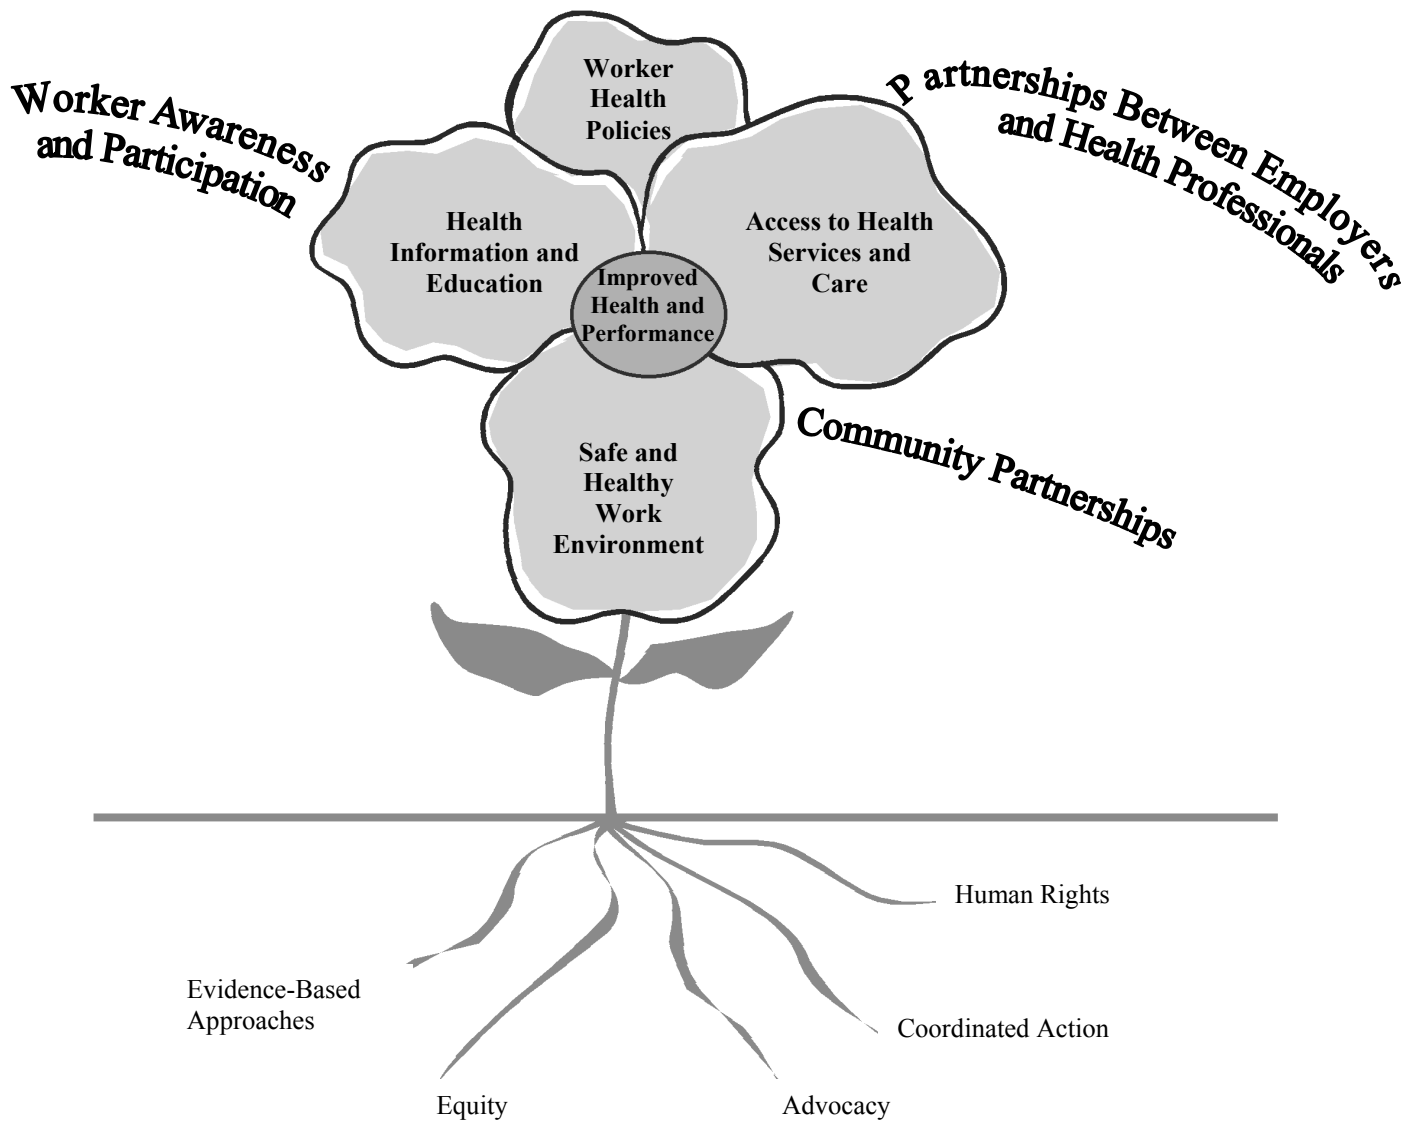 Worker
Health
Policies
Worker Awareness
and Participation
Partnerships Between Employers
and Health Professionals
Health
Information and
Education
Access to Health
Services and
Care
Improved
Health and
Performance
Safe and
Healthy
Work
Environment
Community Partnerships
Human Rights
Evidence-Based
Approaches
Coordinated Action
Equity
Advocacy